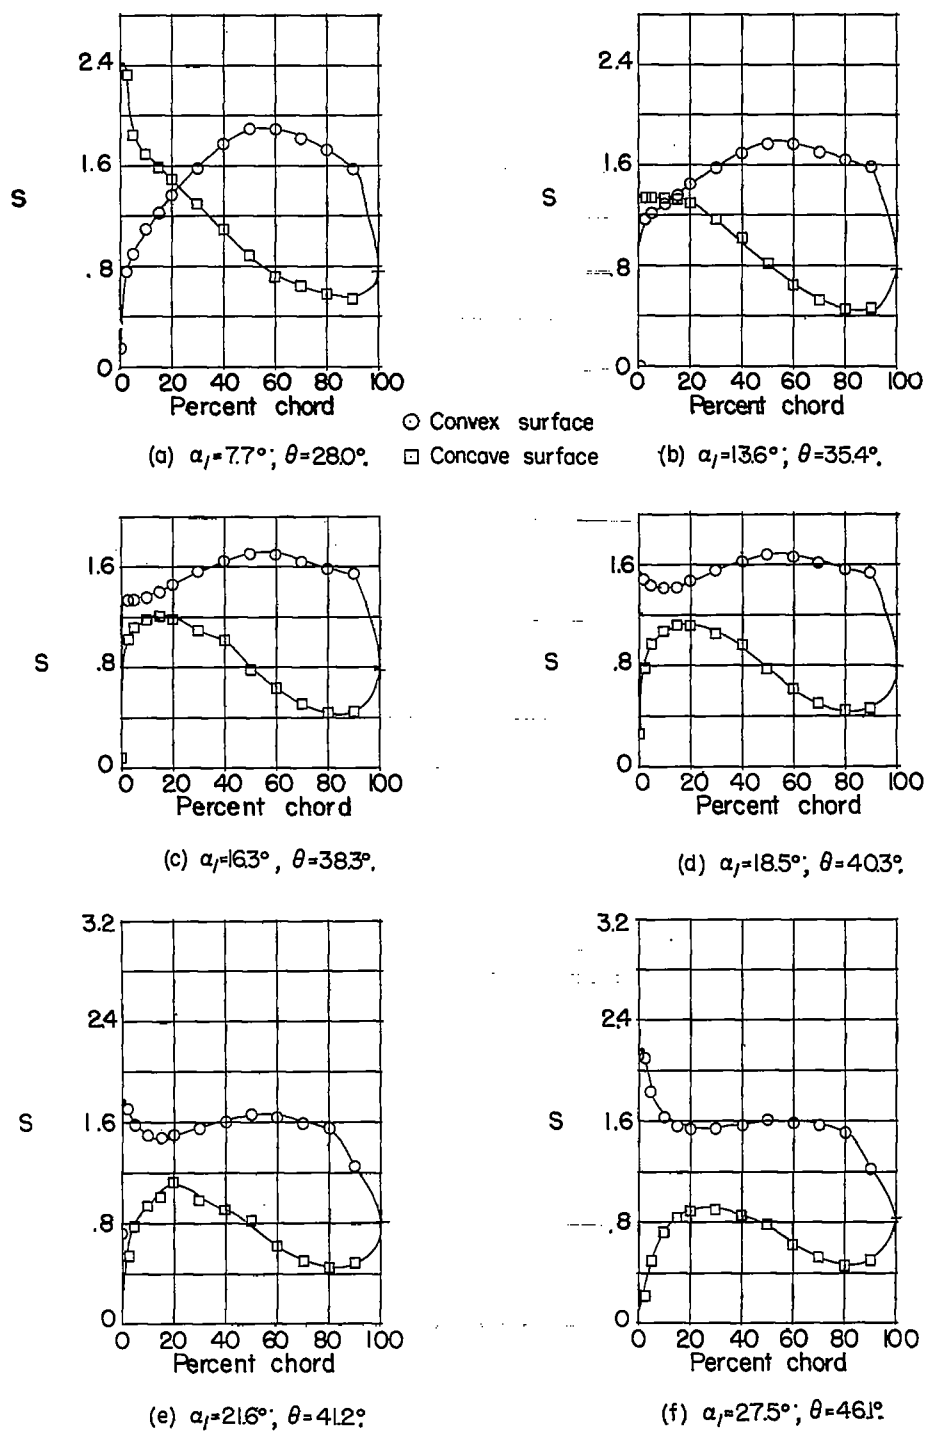 2.4
1.6
S
.8
0
0 20 40 60 80 100
Percent chord
(a) α₁=7.7°; θ=28.0°.
2.4
1.6
S
.8
0
0 20 40 60 80 100
Percent chord
(b) α₁=13.6°; θ=35.4°.
Convex surface
Concave surface
1.6
S
.8
0
0 20 40 60 80 100
Percent chord
(c) α₁=16.3°, θ=38.3°.
1.6
S
.8
0
0 20 40 60 80 100
Percent chord
(d) α₁=18.5°; θ=40.3°.
3.2
2.4
S
1.6
.8
0
0 20 40 60 80 100
Percent chord
(e) α₁=21.6°; θ=41.2°.
3.2
2.4
S
1.6
.8
0
0 20 40 60 80 100
Percent chord
(f) α₁=27.5°; θ=46.1°.